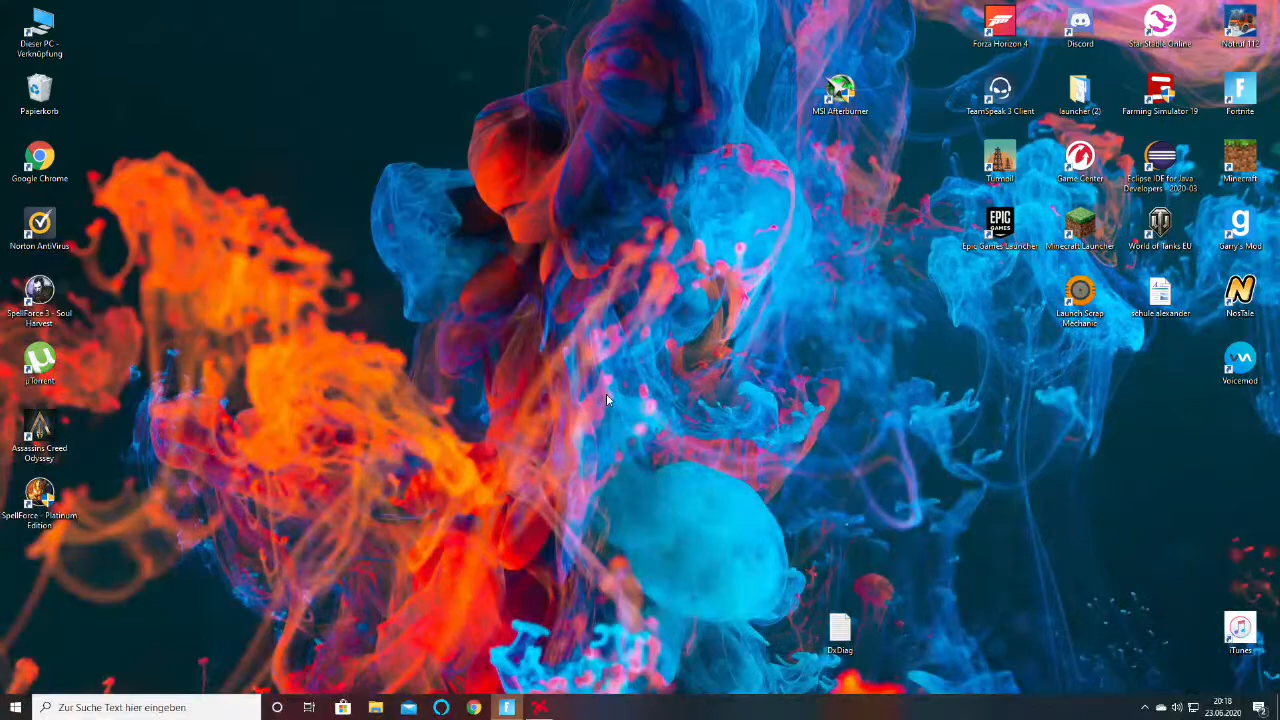 Dieser PC -
Verknüpfung
Papierkorb
Google Chrome
Norton AntiVirus
SpellForce 3 - Soul
Harvest
µTorrent
Assassins Creed
Odyssey
SpellForce - Platinum
Edition
MSI Afterburner
DxDiag
Forza Horizon 4
Discord
Star Stable Online
Notruf 112
TeamSpeak 3 Client
launcher (2)
Farming Simulator 19
Fortnite
Turmoil
Game Center
Eclipse IDE for Java
Developers - 2020-03
Minecraft
EPIC
GAMES
Epic Games Launcher
Minecraft Launcher
World of Tanks EU
Garry's Mod
Launch Scrap
Mechanic
schule alexander
NosTale
Voicemod
iTunes
Zur Suche Text hier eingeben
20:18
23.06.2020
2